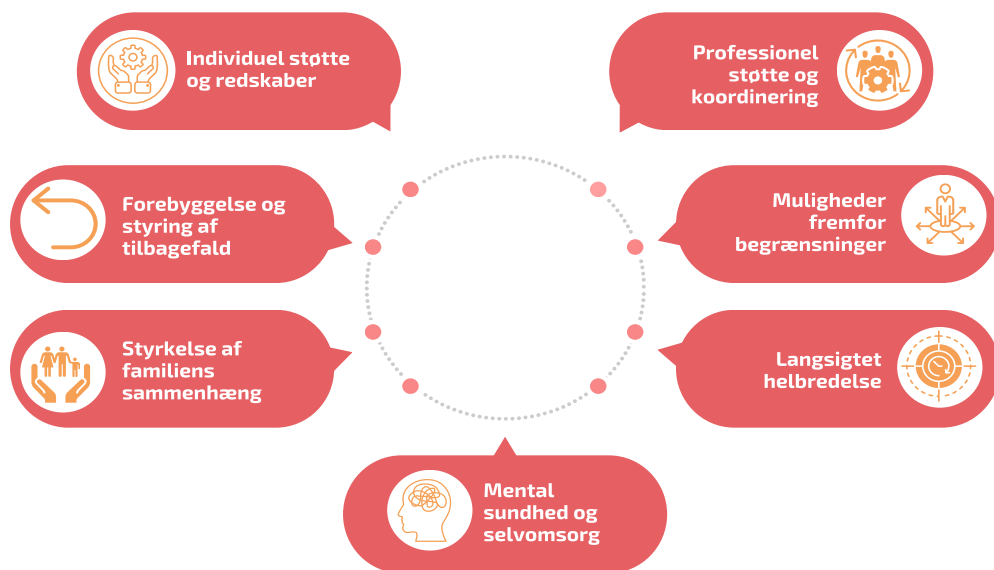 Individuel støtte
og redskaber
Professionel
støtte og
koordinering
Forebyggelse og
styring af
tilbagefald
Muligheder
fremfor
begrænsninger
Styrkelse af
familiens
sammenhæng
Langsigtet
helbredelse
Mental
sundhed og
selvomsorg